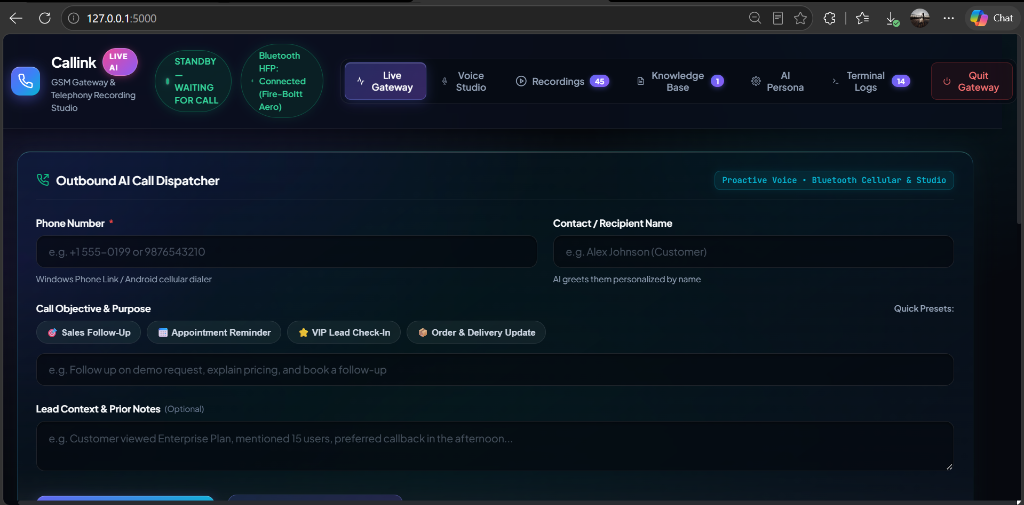 127.0.0.1:5000
Chat
Callink
LIVE
AI
GSM Gateway &
Telephony Recording
Studio
STANDBY
—
WAITING
FOR CALL
Bluetooth
HFP:
Connected
(Fire-Boltt
Aero)
Live
Gateway
Voice
Studio
Recordings 45
Knowledge
Base
1
AI
Persona
Terminal
Logs
14
Quit
Gateway
Outbound AI Call Dispatcher
Proactive Voice • Bluetooth Cellular & Studio
Phone Number *
Contact / Recipient Name
e.g. +1 555-0199 or 9876543210
e.g. Alex Johnson (Customer)
Windows Phone Link / Android cellular dialer
AI greets them personalized by name
Call Objective & Purpose
Quick Presets:
Sales Follow-Up
Appointment Reminder
VIP Lead Check-In
Order & Delivery Update
e.g. Follow up on demo request, explain pricing, and book a follow-up
Lead Context & Prior Notes (Optional)
e.g. Customer viewed Enterprise Plan, mentioned 15 users, preferred callback in the afternoon...